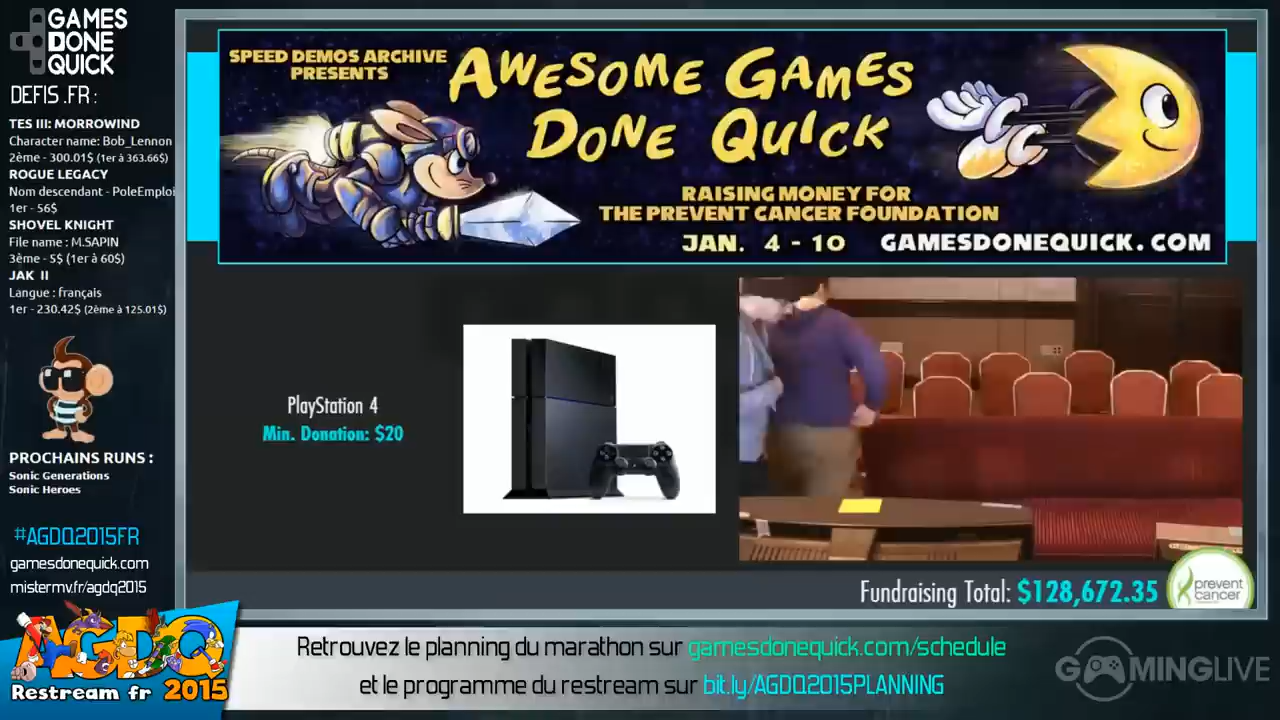 GAMES
DONE
QUICK
DEFIS .FR :
TES III: MORROWIND
Character name: Bob_Lennon
2ème - 300.01$ (1er à 363.66$)
ROGUE LEGACY
Nom descendant - PoleEmploi
1er - 56$
SHOVEL KNIGHT
File name : M.SAPIN
3ème - 5$ (1er à 60$)
JAK II
Langue : français
1er - 230.42$ (2ème à 125.01$)
PROCHAINS RUNS :
Sonic Generations
Sonic Heroes
#AGDQ2015FR
gamesdonequick.com
mistermv.fr/agdq2015
AGDQ
Restream fr 2015
SPEED DEMOS ARCHIVE
PRESENTS
AWESOME GAMES
DONE QUICK
RAISING MONEY FOR
THE PREVENT CANCER FOUNDATION
JAN. 4 - 10 GAMESDONEQUICK.COM
PlayStation 4
Min. Donation: $20
Fundraising Total: $128,672.35
prevent
cancer
Retrouvez le planning du marathon sur gamesdonequick.com/schedule
et le programme du restream sur bit.ly/AGDQ2015PLANNING
GAMINGLIVE